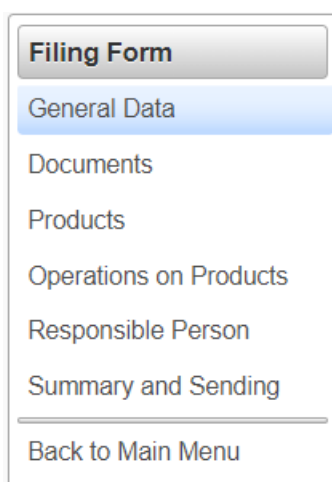 Filing Form
General Data
Documents
Products
Operations on Products
Responsible Person
Summary and Sending
Back to Main Menu